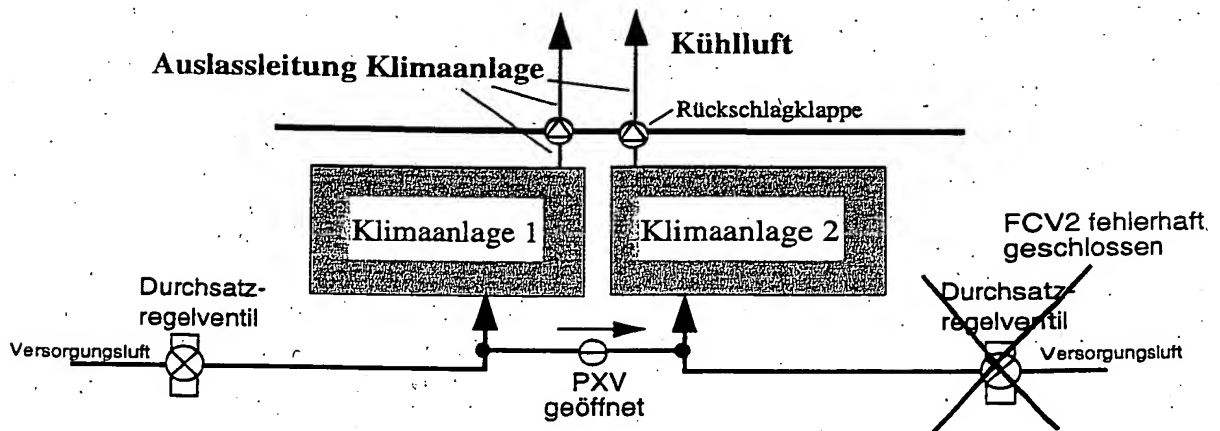 Kühlluft
Auslassleitung Klimaanlage
Rückschlagklappe
Klimaanlage 1
Klimaanlage 2
FCV2 fehlerhaft
geschlossen
Durchsatz-
regelventil
Durchsatz-
regelventil
Versorgungsluft
Versorgungsluft
PXV
geöffnet